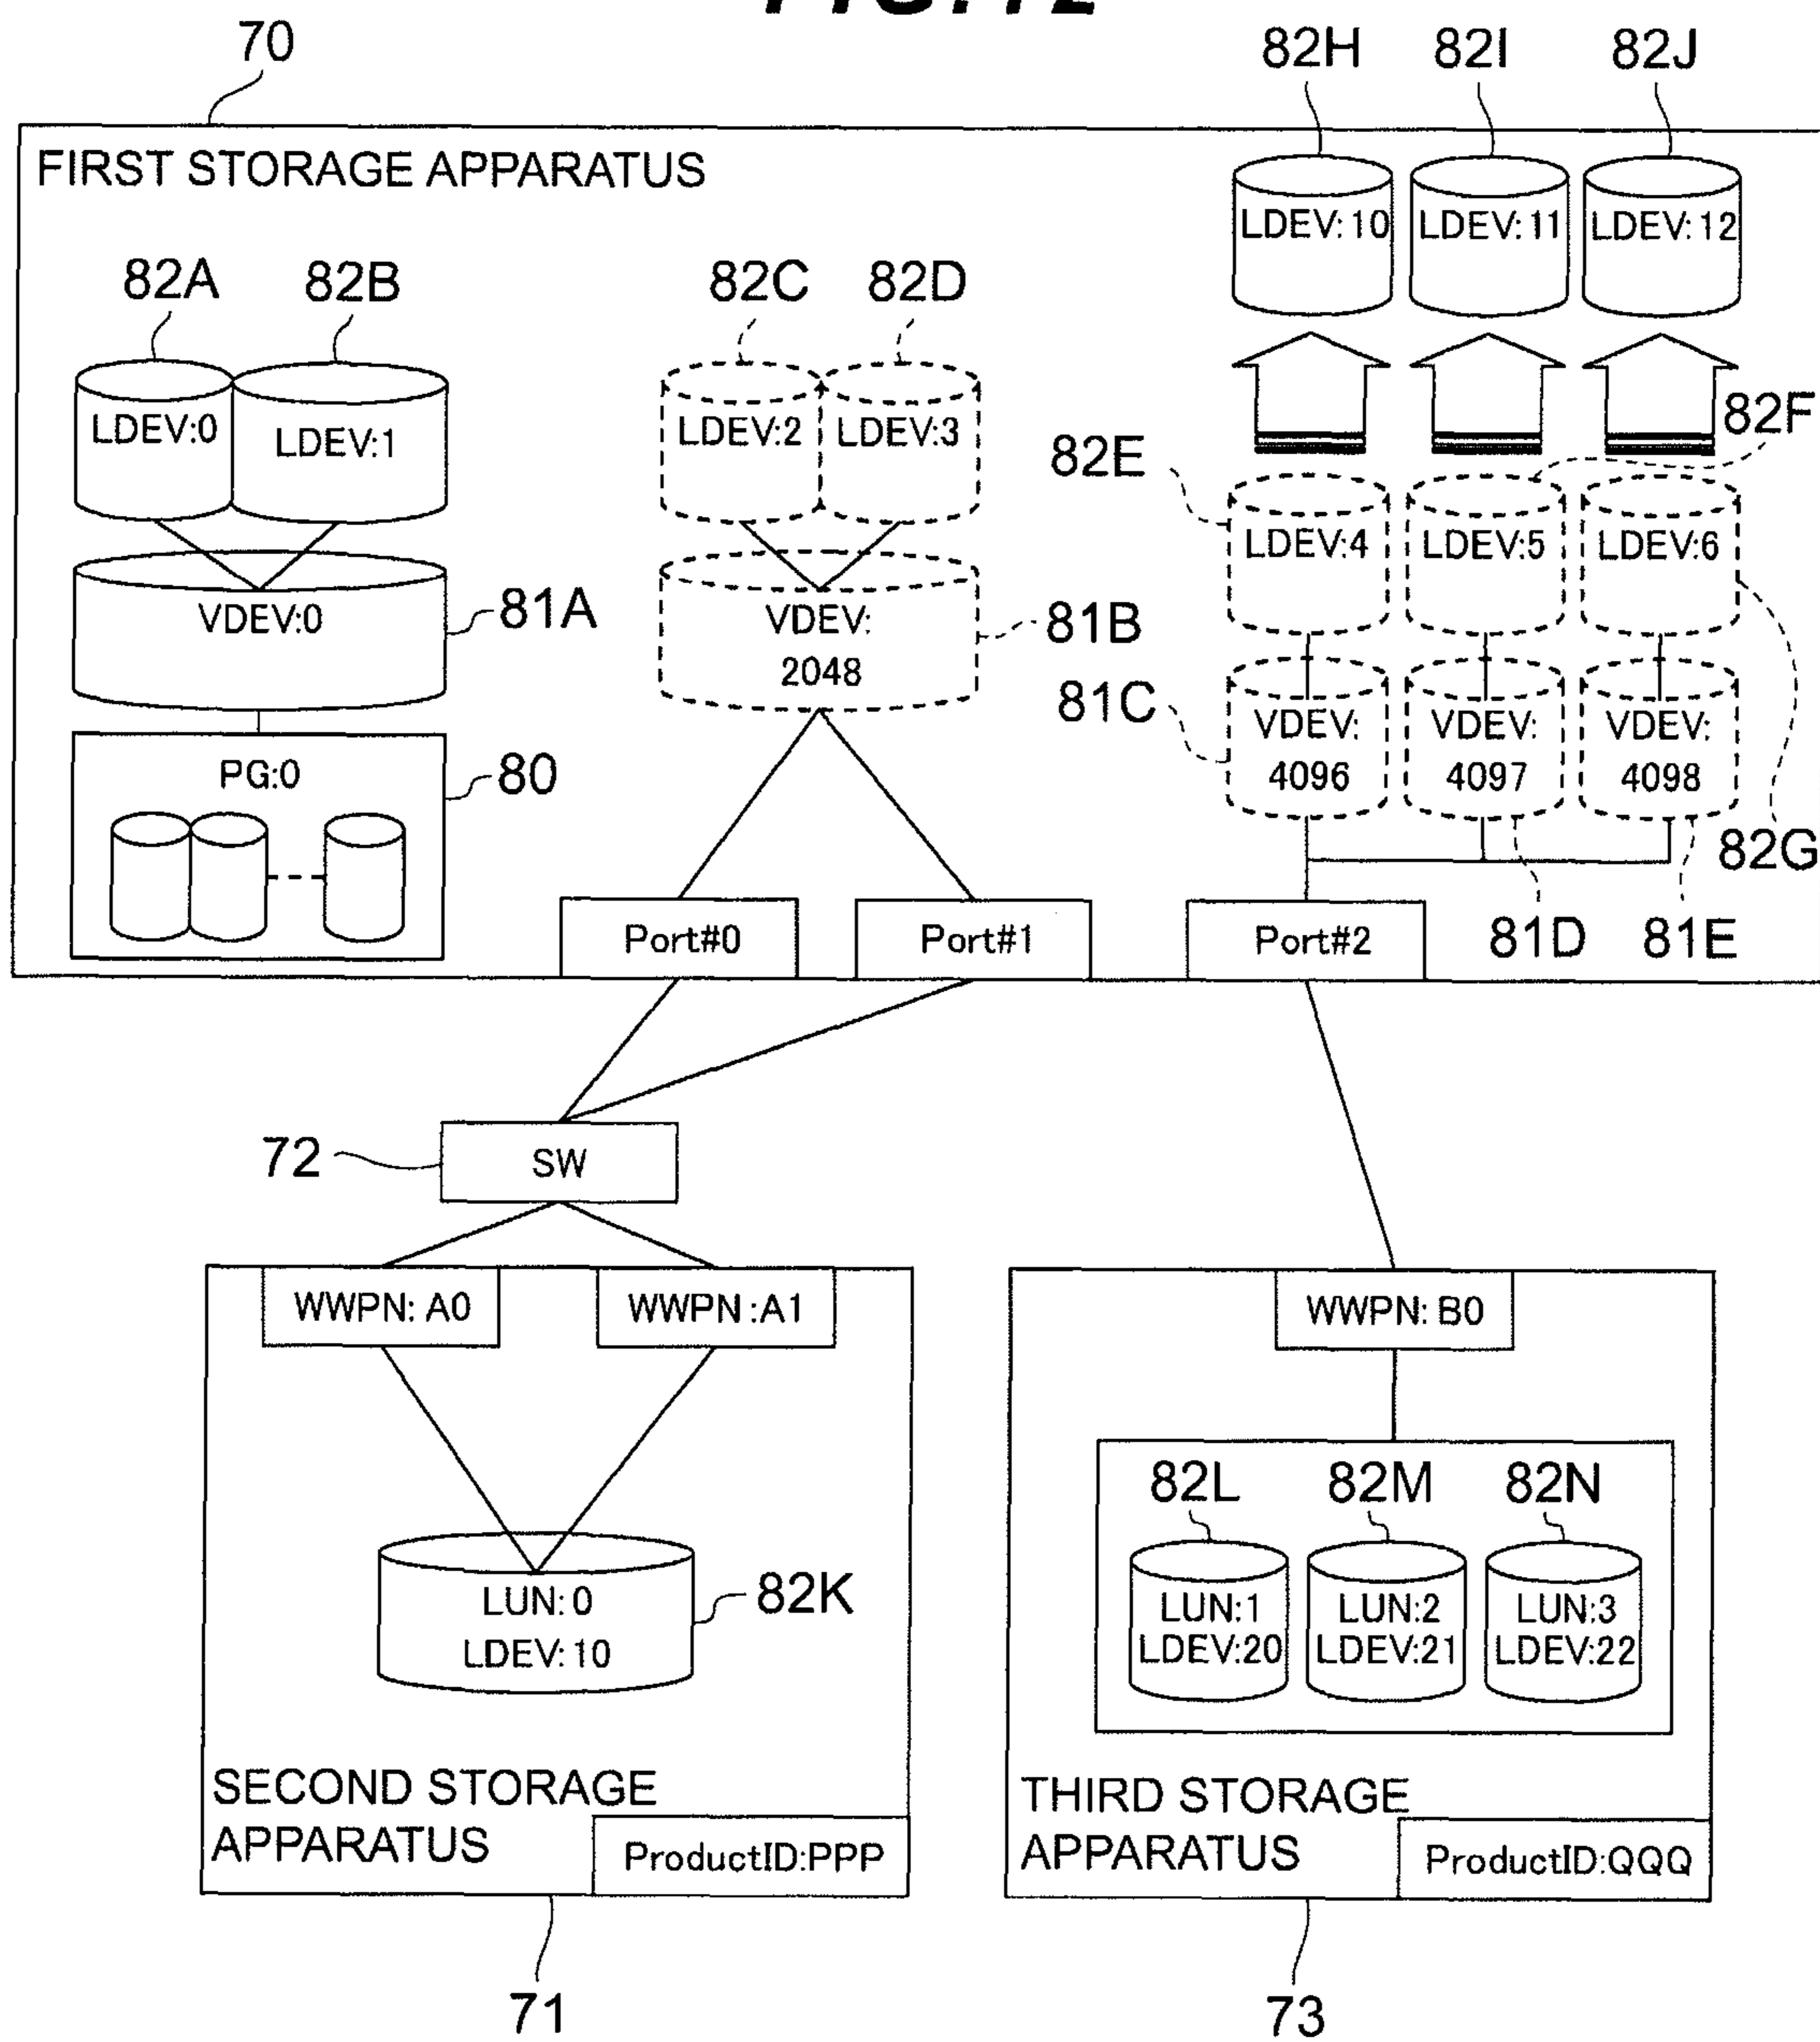 70
82H 82I 82J
FIRST STORAGE APPARATUS
LDEV:10 LDEV:11 LDEV:12
82A 82B 82C 82D
LDEV:0 LDEV:1 LDEV:2 LDEV:3
82F
82E
LDEV:4 LDEV:5 LDEV:6
VDEV:0 81A
VDEV:
2048
81B
81C
VDEV:
4096
VDEV:
4097
VDEV:
4098
PG:0 80
82G
81D 81E
Port#0 Port#1 Port#2
72 SW
WWPN: A0 WWPN :A1 WWPN: B0
82L 82M 82N
LUN: 0
LDEV: 10
82K
LUN:1
LDEV:20
LUN:2
LDEV:21
LUN:3
LDEV:22
SECOND STORAGE
APPARATUS
ProductID:PPP
THIRD STORAGE
APPARATUS
ProductID:QQQ
71 73